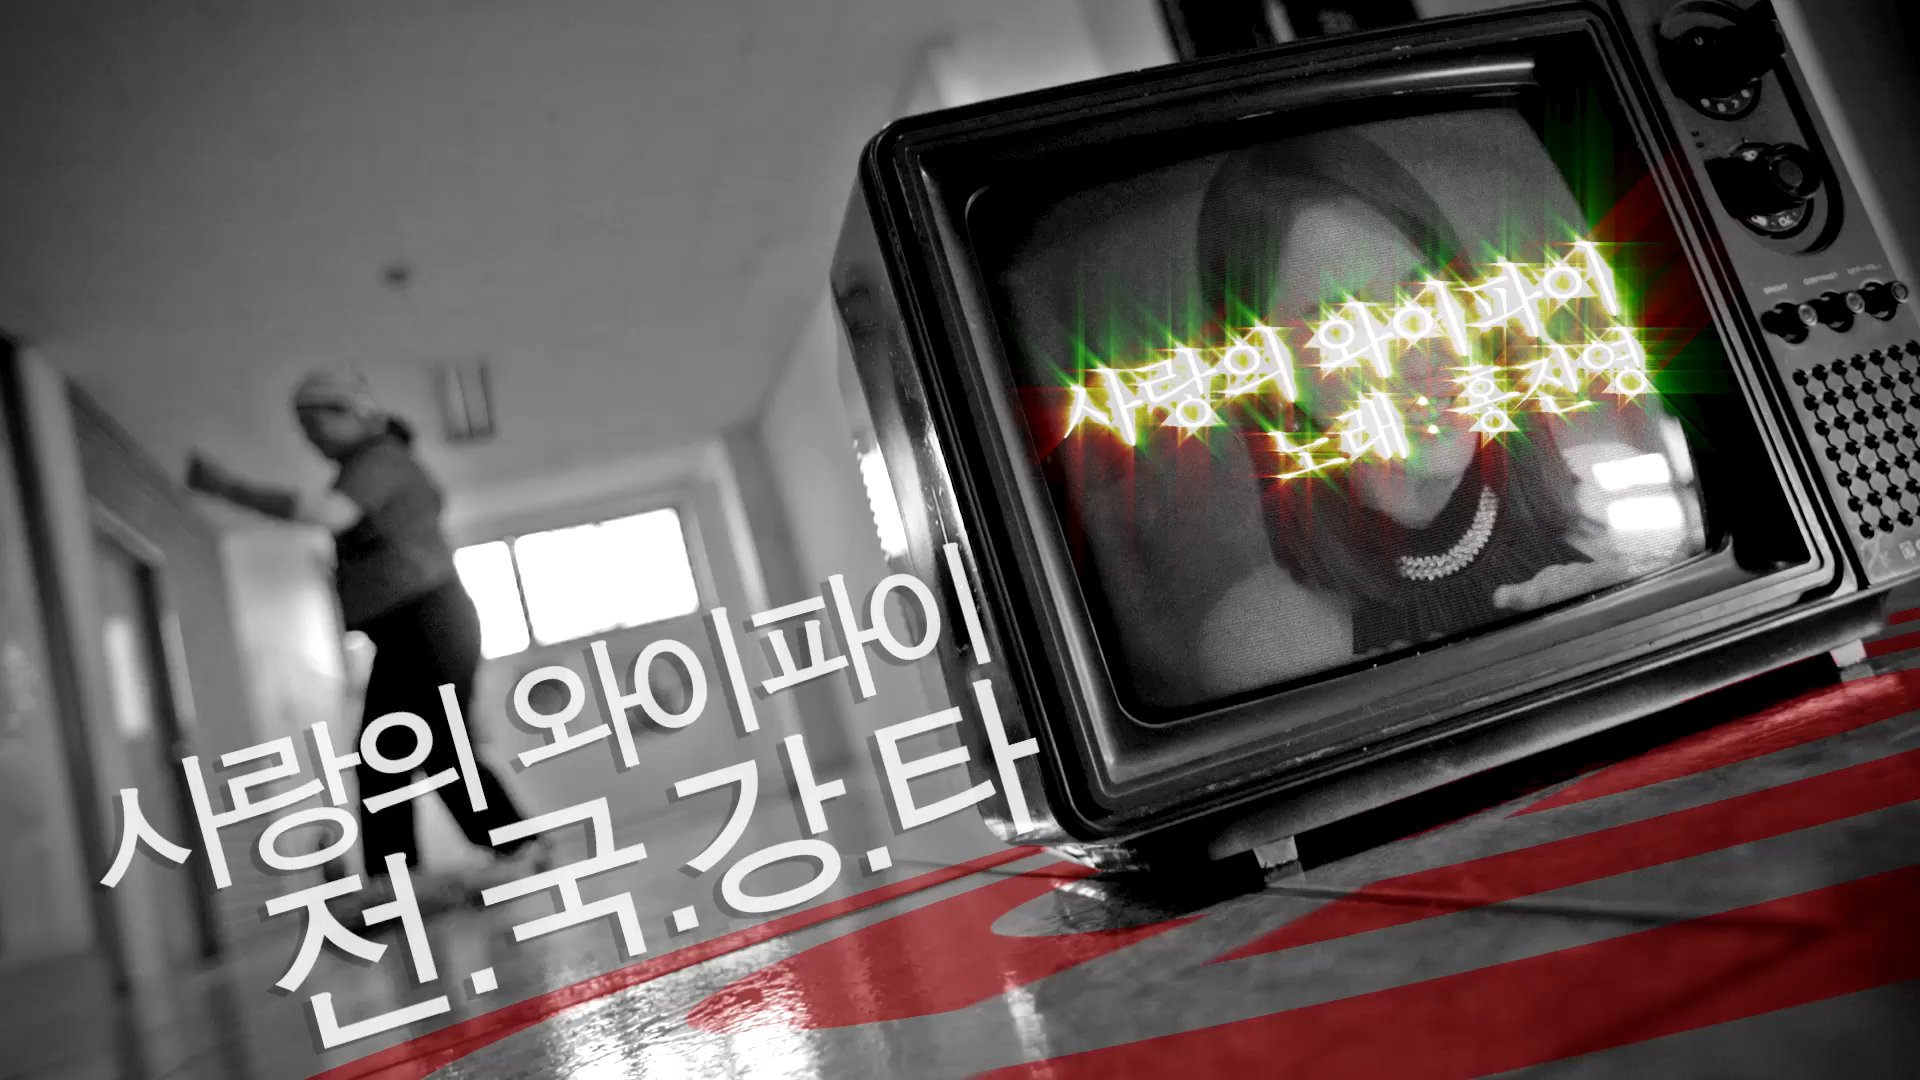 사랑의 와이파이
노래 : 홍진영
사랑의 와이파이
전.국.강.타